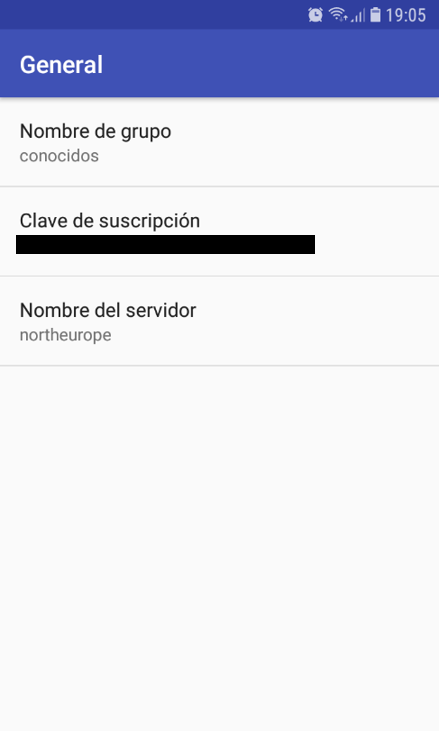 19:05
General
Nombre de grupo
conocidos
Clave de suscripción
Nombre del servidor
northeurope